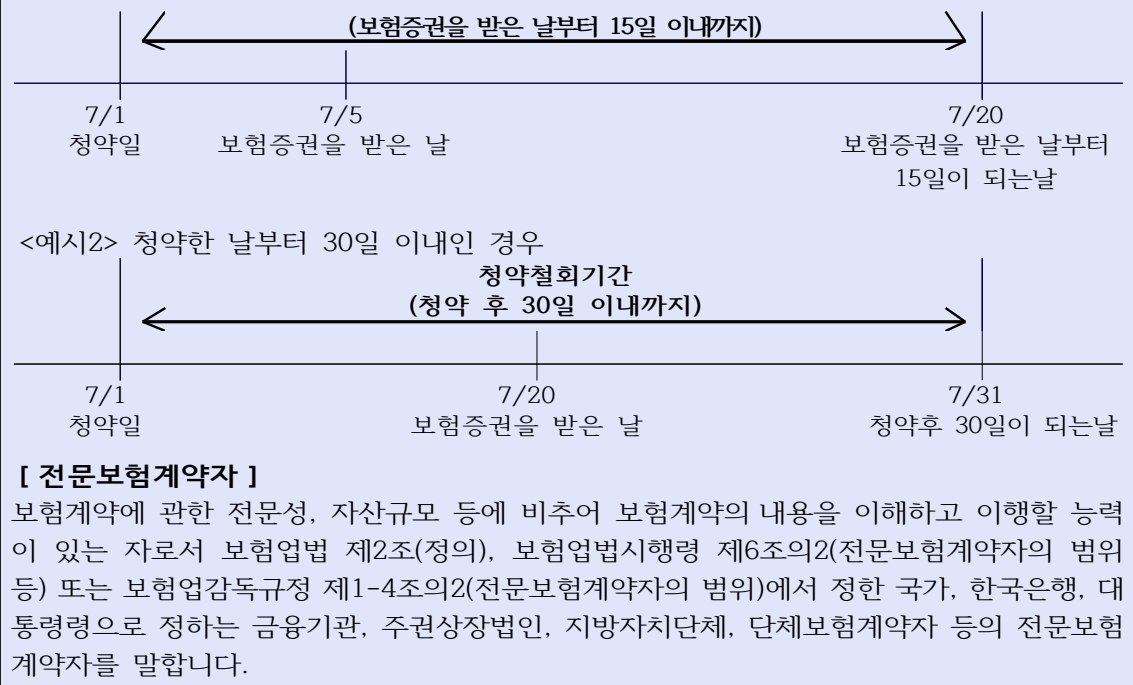 (보험증권을 받은 날부터 15일 이내까지)
7/1 7/5 7/20
청약일 보험증권을 받은 날 보험증권을 받은 날부터
15일이 되는날
<예시2> 청약한 날부터 30일 이내인 경우
청약철회기간
(청약 후 30일 이내까지)
7/1 7/20 7/31
청약일 보험증권을 받은 날 청약후 30일이 되는날
[ 전문보험계약자 ]
보험계약에 관한 전문성, 자산규모 등에 비추어 보험계약의 내용을 이해하고 이행할 능력
이 있는 자로서 보험업법 제2조(정의), 보험업법시행령 제6조의2(전문보험계약자의 범위
등) 또는 보험업감독규정 제1-4조의2(전문보험계약자의 범위)에서 정한 국가, 한국은행, 대
통령령으로 정하는 금융기관, 주권상장법인, 지방자치단체, 단체보험계약자 등의 전문보험
계약자를 말합니다.